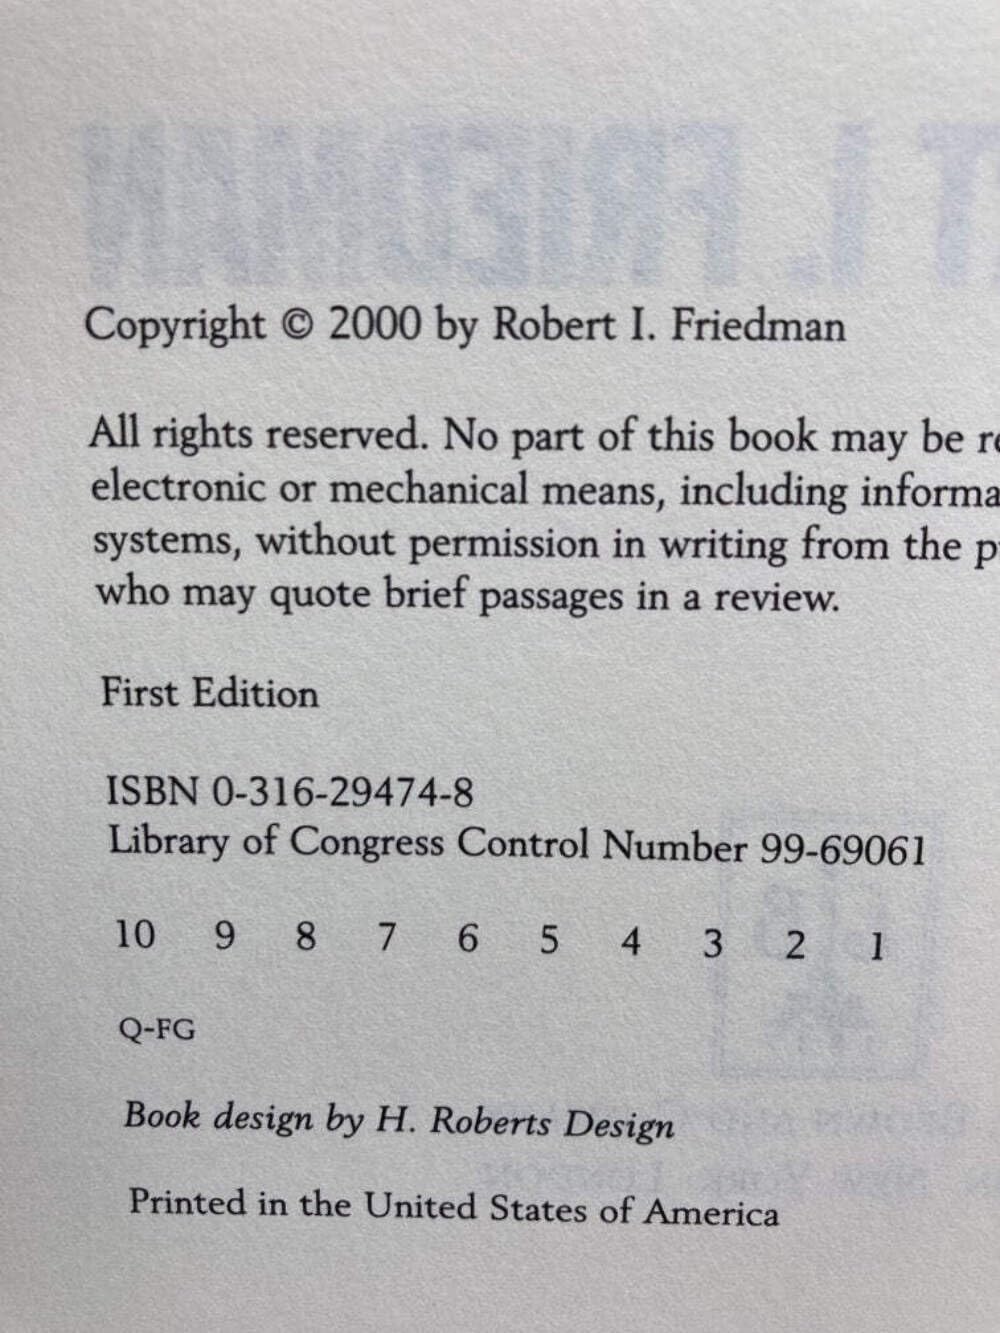 Copyright © 2000 by Robert I. Friedman
All rights reserved. No part of this book may be
electronic or mechanical means, including
systems, without permission in writing from the
who may quote brief passages in a review.
First Edition
ISBN 0-316-29474-8
Library of Congress Control Number 99-69061
10 9 8 7 6 5 4 3 2 1
Q-FG
Book design by H. Roberts Design
Printed in the United States of America